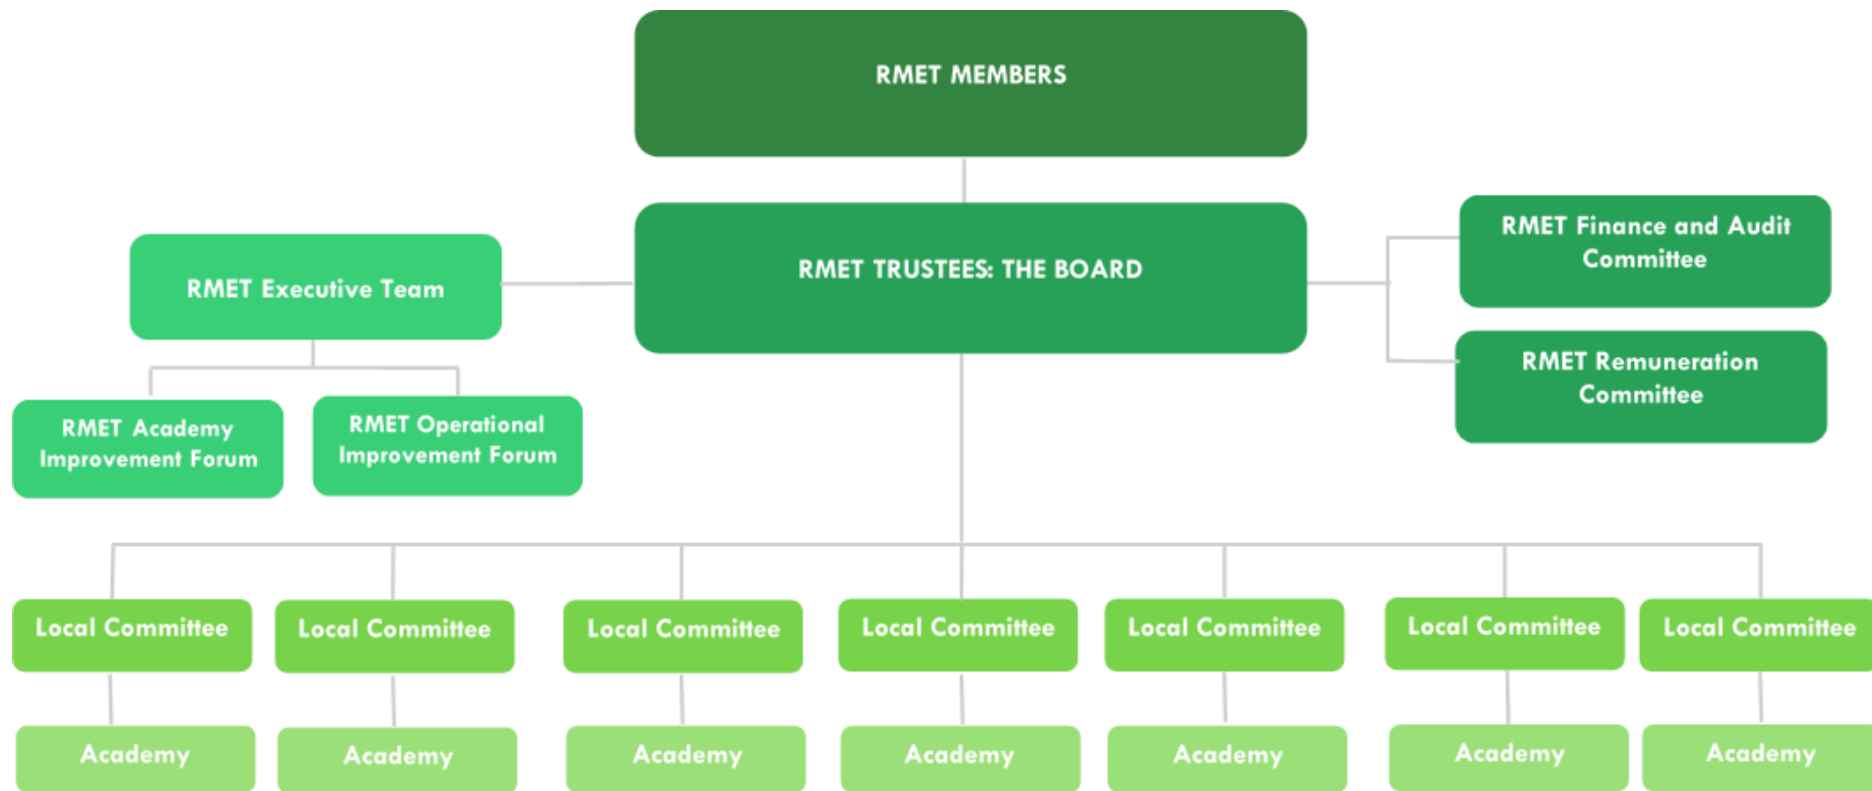 RMET MEMBERS
RMET TRUSTEES: THE BOARD
RMET Executive Team
RMET Finance and Audit
Committee
RMET Remuneration
Committee
RMET Academy
Improvement Forum
RMET Operational
Improvement Forum
Local Committee
Local Committee
Local Committee
Local Committee
Local Committee
Local Committee
Local Committee
Academy
Academy
Academy
Academy
Academy
Academy
Academy